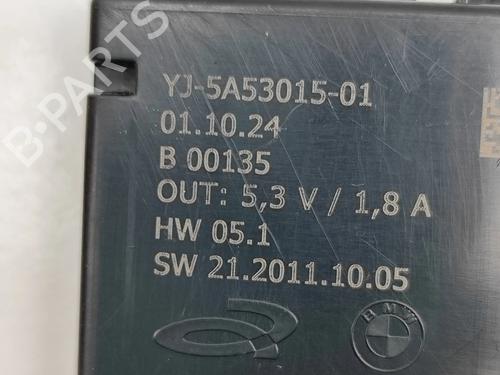 YJ-5A53015-01
01.10.24
B 00135
OUT: 5,3 V / 1,8 A
HW 05.1
SW 21.2011.10.05
BMW
B-PARTS